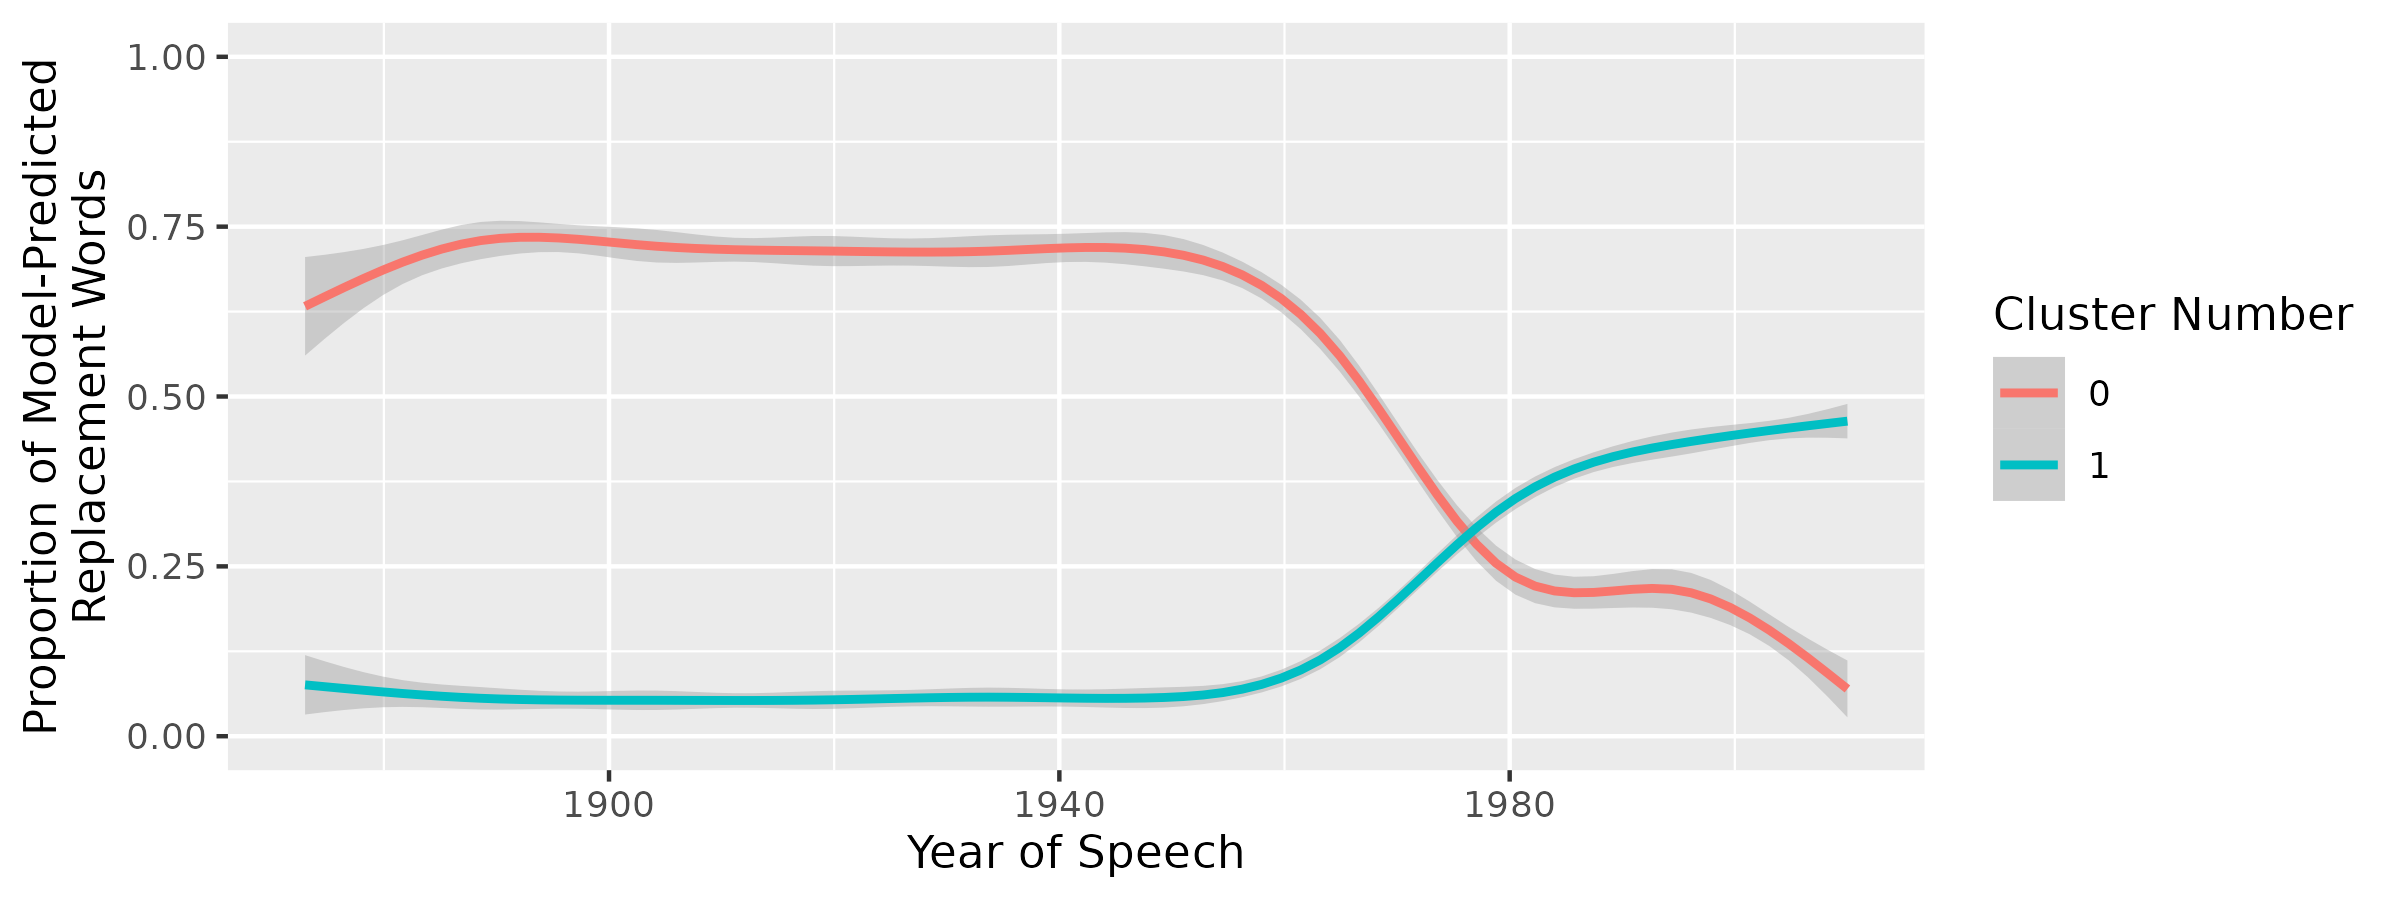 Proportion of Model-Predicted
Replacement Words
1.00
0.75
0.50
0.25
0.00
1900
1940
1980
Year of Speech
Cluster Number
0
1